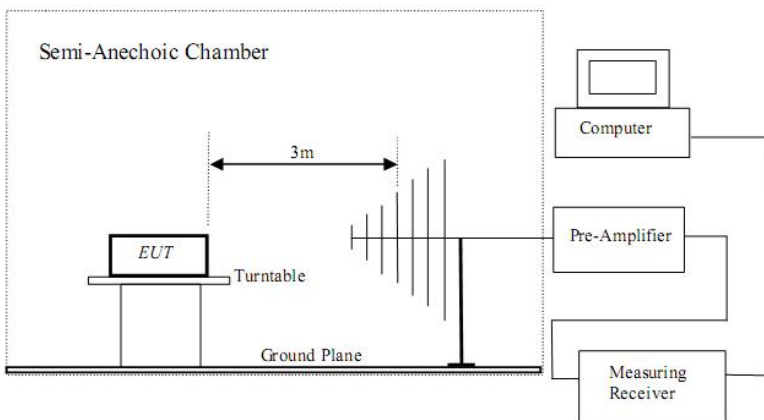 Semi-Anechoic Chamber
3m
Computer
Pre-Amplifier
EUT
Turntable
Ground Plane
Measuring
Receiver